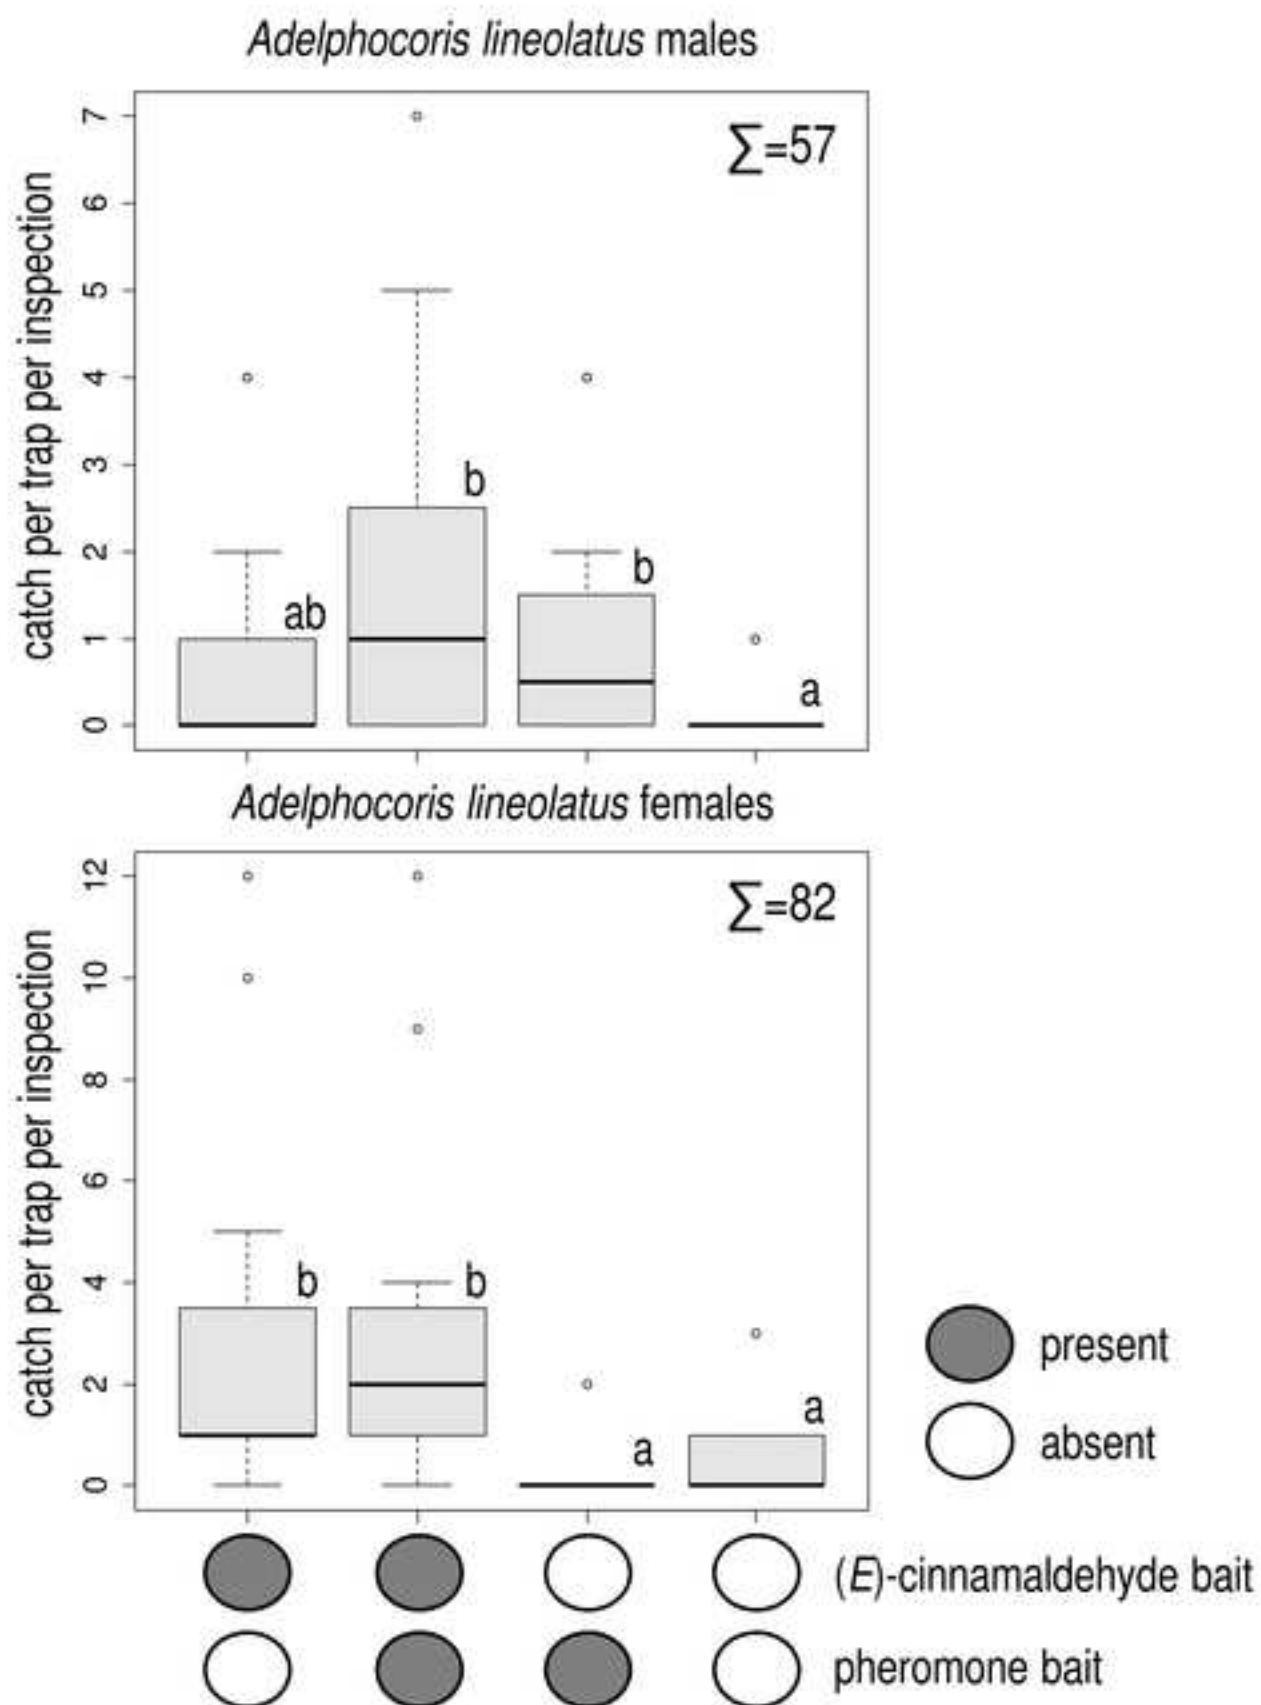 Adelphocoris lineolatus males
catch per trap per inspection
7
6
5
4
3
2
1
0
∑=57
ab
b
b
a
Adelphocoris lineolatus females
catch per trap per inspection
12
10
8
6
4
2
0
∑=82
b
b
a
a
present
absent
(E)-cinnamaldehyde bait
pheromone bait